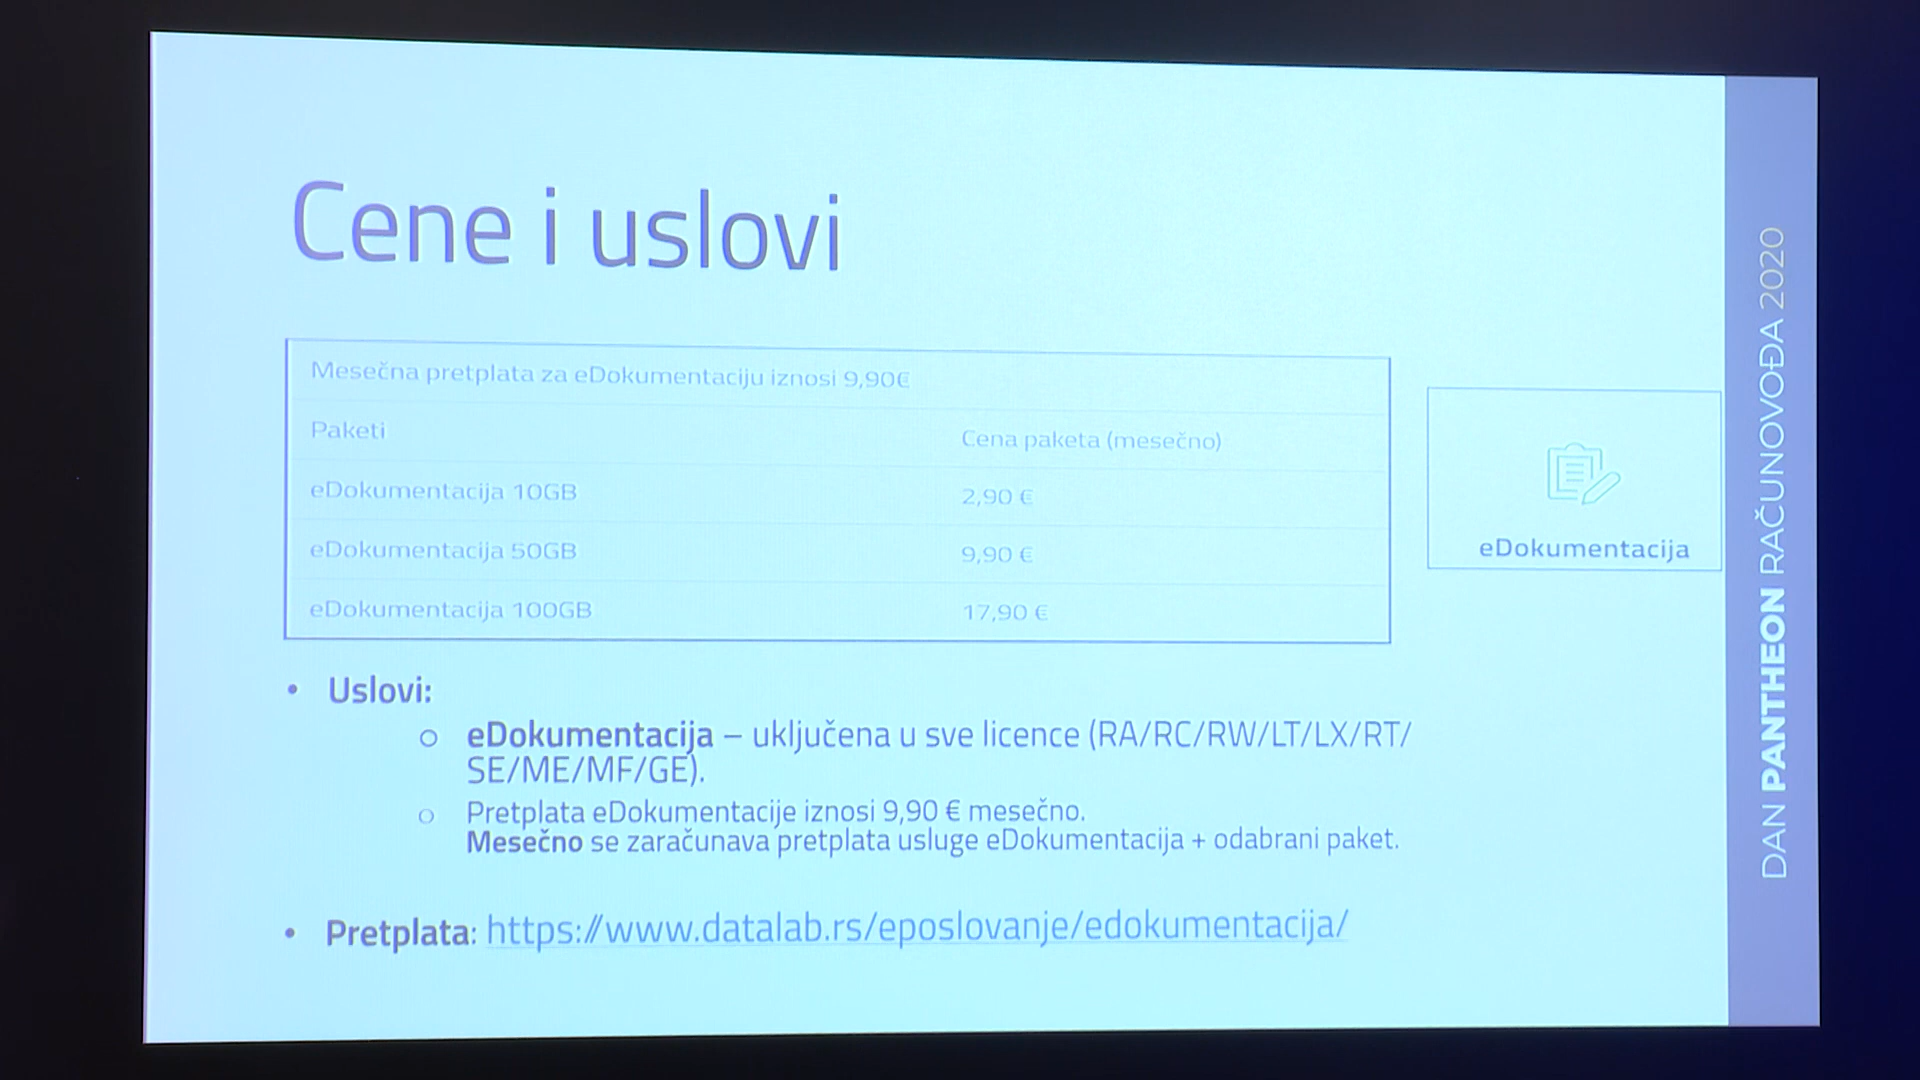 Cene i uslovi
Mesečna pretplata za eDokumentaciju iznosi 9,90€
Paketi Cena paketa (mesečno)
eDokumentacija 10GB 2,90 €
eDokumentacija 50GB 9,90 €
eDokumentacija 100GB 17,90 €
eDokumentacija
• Uslovi:
o eDokumentacija – uključena u sve licence (RA/RC/RW/LT/LX/RT/
SE/ME/MF/GE).
o Pretplata eDokumentacije iznosi 9,90 € mesečno.
Mesečno se zaračunava pretplata usluge eDokumentacija + odabrani paket.
• Pretplata: https://www.datalab.rs/eposlovanje/edokumentacija/
DAN PANTHEON RAČUNOVOĐA 2020